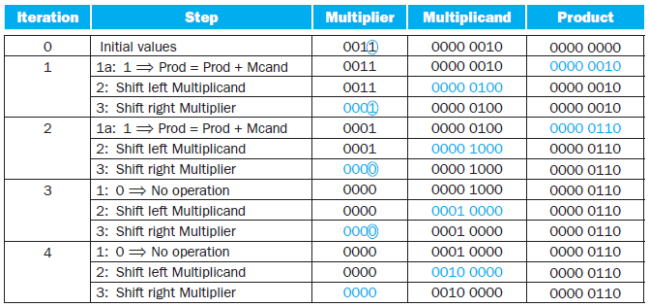 Iteration Step Multiplier Multiplicand Product
0 Initial values 0011 0000 0010 0000 0000
1 1a: 1 ⟹ Prod = Prod + Mcand 0011 0000 0010 0000 0010
2: Shift left Multiplicand 0011 0000 0100 0000 0010
3: Shift right Multiplier 0001 0000 0100 0000 0010
2 1a: 1 ⟹ Prod = Prod + Mcand 0001 0000 0100 0000 0110
2: Shift left Multiplicand 0001 0000 1000 0000 0110
3: Shift right Multiplier 0000 0000 1000 0000 0110
3 1: 0 ⟹ No operation 0000 0000 1000 0000 0110
2: Shift left Multiplicand 0000 0001 0000 0000 0110
3: Shift right Multiplier 0000 0001 0000 0000 0110
4 1: 0 ⟹ No operation 0000 0001 0000 0000 0110
2: Shift left Multiplicand 0000 0010 0000 0000 0110
3: Shift right Multiplier 0000 0010 0000 0000 0110